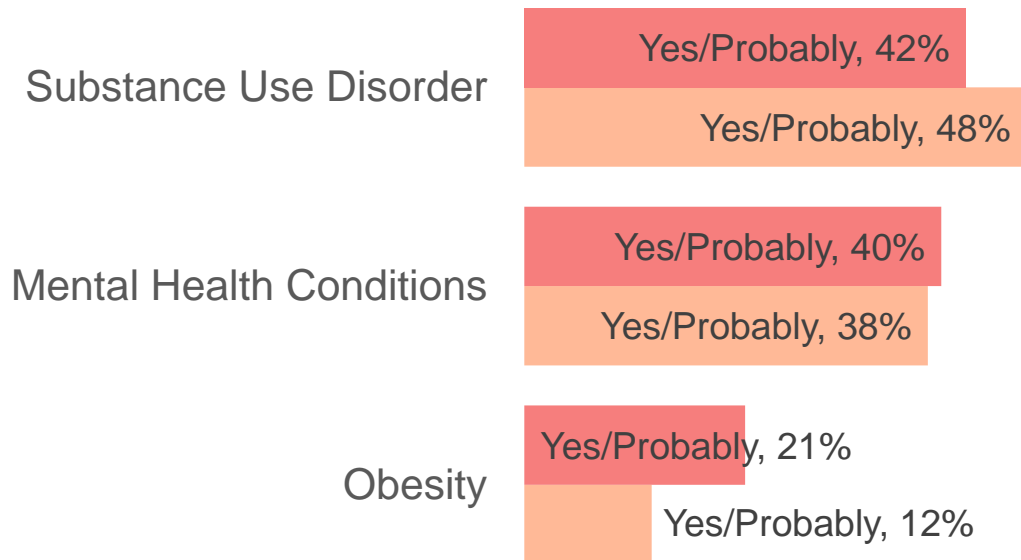 Substance Use Disorder
Yes/Probably, 42%
Yes/Probably, 48%
Mental Health Conditions
Yes/Probably, 40%
Yes/Probably, 38%
Obesity
Yes/Probably, 21%
Yes/Probably, 12%